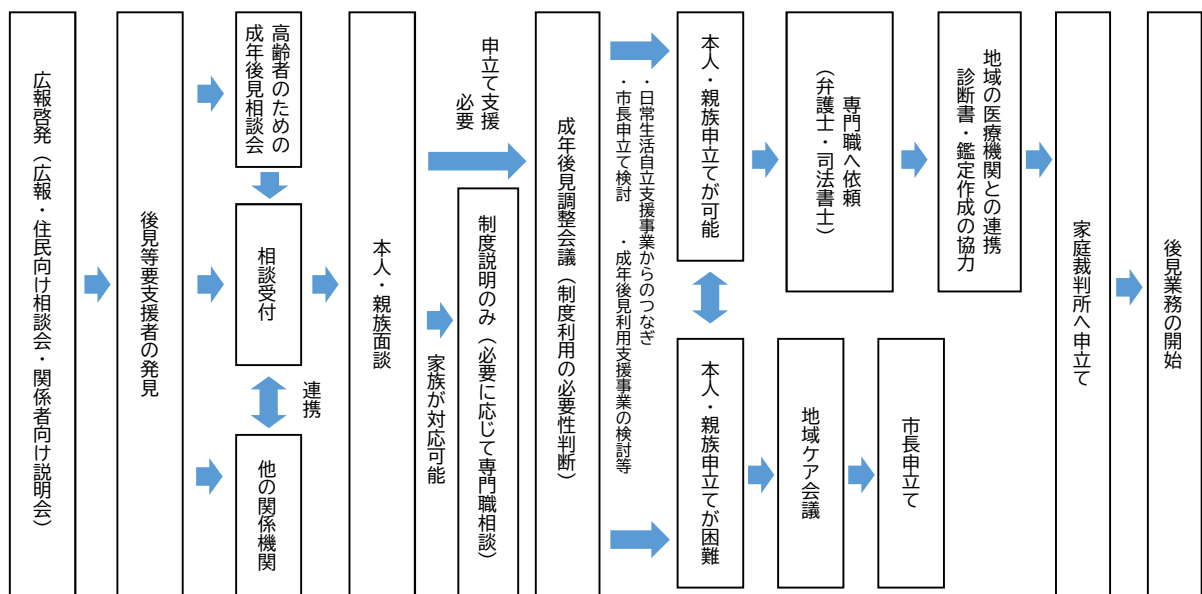 広報啓発（広報・住民向け相談会・関係者向け説明会）
後見等要支援者の発見
高齢者のための
成年後見相談会
相談受付
連携
他の関係機関
本人・親族面談
申立て支援
必要
家族が対応可能
制度説明のみ（必要に応じて専門職相談）
成年後見調整会議（制度利用の必要性判断）
・日常生活自立支援事業からのつなぎ
・市長申立て検討　・成年後見利用支援事業の検討等
本人・親族申立てが可能
本人・親族申立てが困難
専門職へ依頼
（弁護士・司法書士）
地域ケア会議
市長申立て
地域の医療機関との連携
診断書・鑑定作成の協力
家庭裁判所へ申立て
後見業務の開始